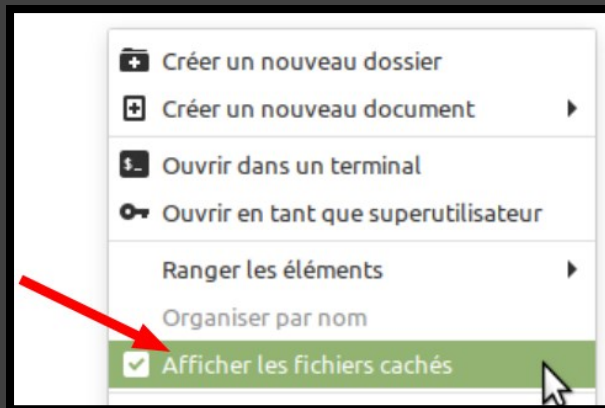 Créer un nouveau dossier
Créer un nouveau document
$_ Ouvrir dans un terminal
Ouvrir en tant que superutilisateur
Ranger les éléments
Organiser par nom
Afficher les fichiers cachés